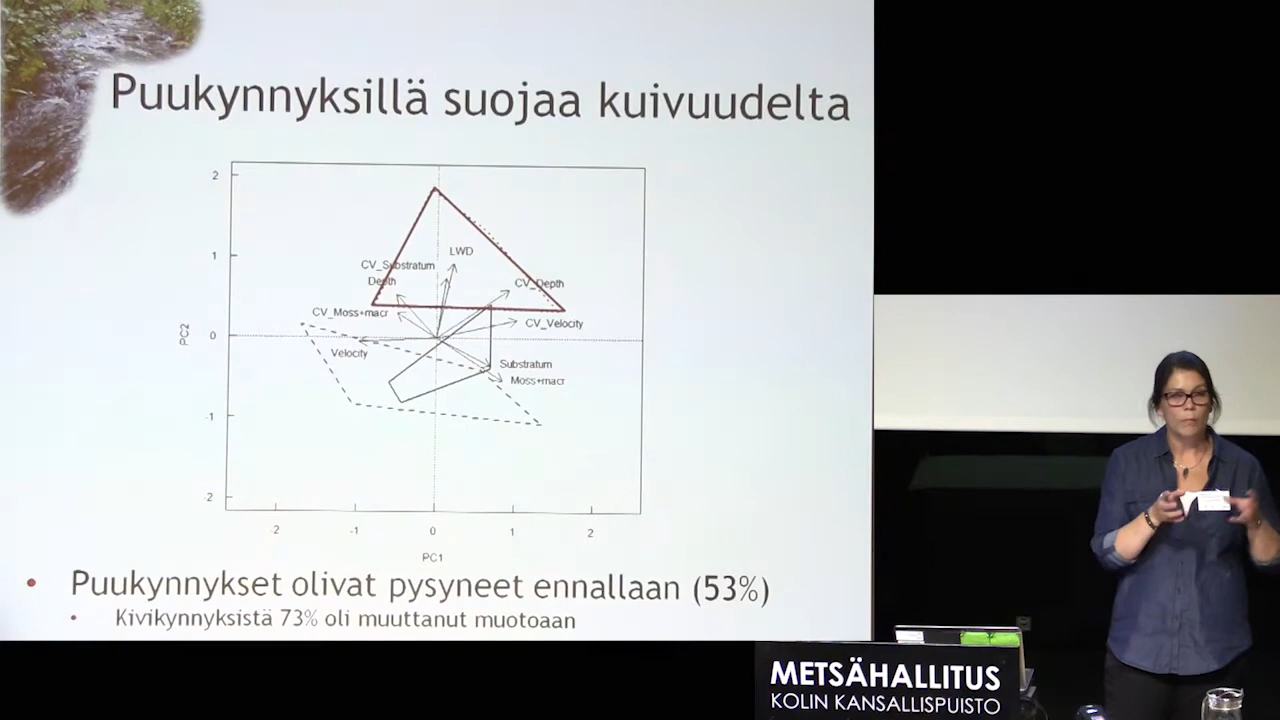 Puukynnyksillä suojaa kuivuudelta
2
1
0
-1
2
PC2
CV_Substratum
LWD
Depth
CV_Depth
CV_Moss+macr
CV_Velocity
Velocity
Substratum
Moss+macr
-2
-1
0
1
2
PC1
• Puukynnykset olivat pysyneet ennallaan (53%)
• Kivikynnyksistä 73% oli muuttanut muotoaan
METSÄHALLITUS
KOLIN KANSALLISPUISTO